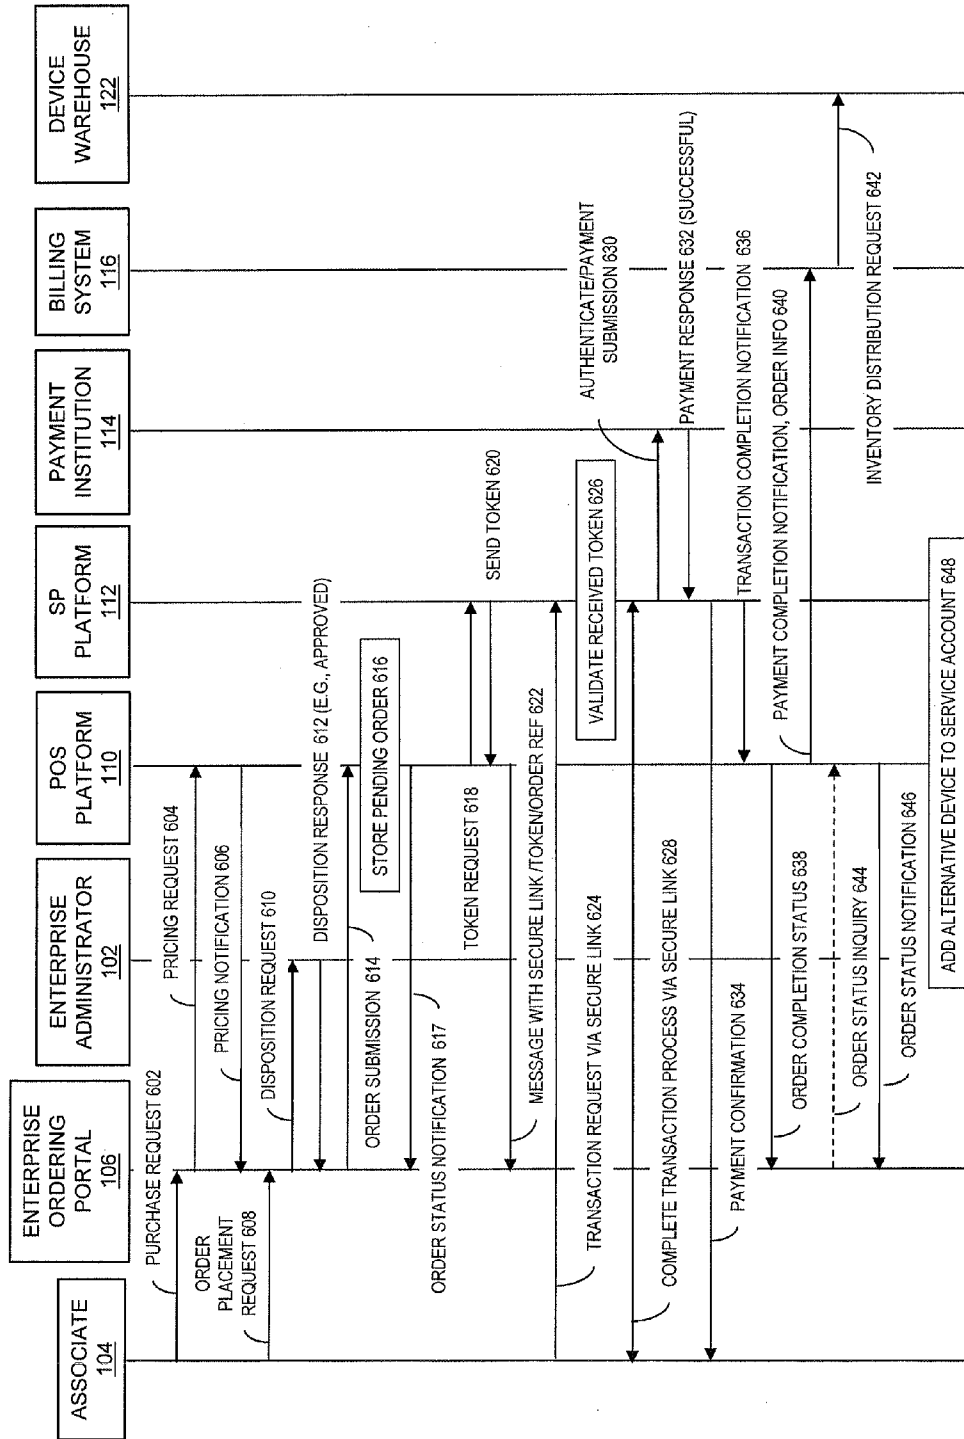 ASSOCIATE
104
ENTERPRISE
ORDERING
PORTAL
106
ENTERPRISE
ADMINISTRATOR
102
POS
PLATFORM
110
SP
PLATFORM
112
PAYMENT
INSTITUTION
114
BILLING
SYSTEM
116
DEVICE
WAREHOUSE
122
PURCHASE REQUEST 602
PRICING REQUEST 604
PRICING NOTIFICATION 606
ORDER
PLACEMENT
REQUEST 608
DISPOSITION REQUEST 610
DISPOSITION RESPONSE 612 (E.G., APPROVED)
ORDER SUBMISSION 614
STORE PENDING ORDER 616
ORDER STATUS NOTIFICATION 617
TOKEN REQUEST 618
SEND TOKEN 620
MESSAGE WITH SECURE LINK /TOKEN/ORDER REF 622
TRANSACTION REQUEST VIA SECURE LINK 624
VALIDATE RECEIVED TOKEN 626
COMPLETE TRANSACTION PROCESS VIA SECURE LINK 628
AUTHENTICATE/PAYMENT
SUBMISSION 630
PAYMENT RESPONSE 632 (SUCCESSFUL)
PAYMENT CONFIRMATION 634
TRANSACTION COMPLETION NOTIFICATION 636
ORDER COMPLETION STATUS 638
PAYMENT COMPLETION NOTIFICATION, ORDER INFO 640
INVENTORY DISTRIBUTION REQUEST 642
ORDER STATUS INQUIRY 644
ORDER STATUS NOTIFICATION 646
ADD ALTERNATIVE DEVICE TO SERVICE ACCOUNT 648